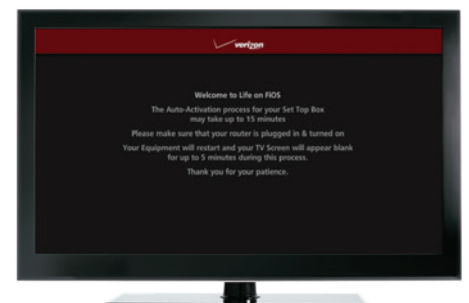 verizon
Welcome to Life on FiOS
The Auto-Activation process for your Set Top Box
may take up to 15 minutes
Please make sure that your router is plugged in & turned on
Your Equipment will restart and your TV Screen will appear blank
for up to 5 minutes during this process.
Thank you for your patience.